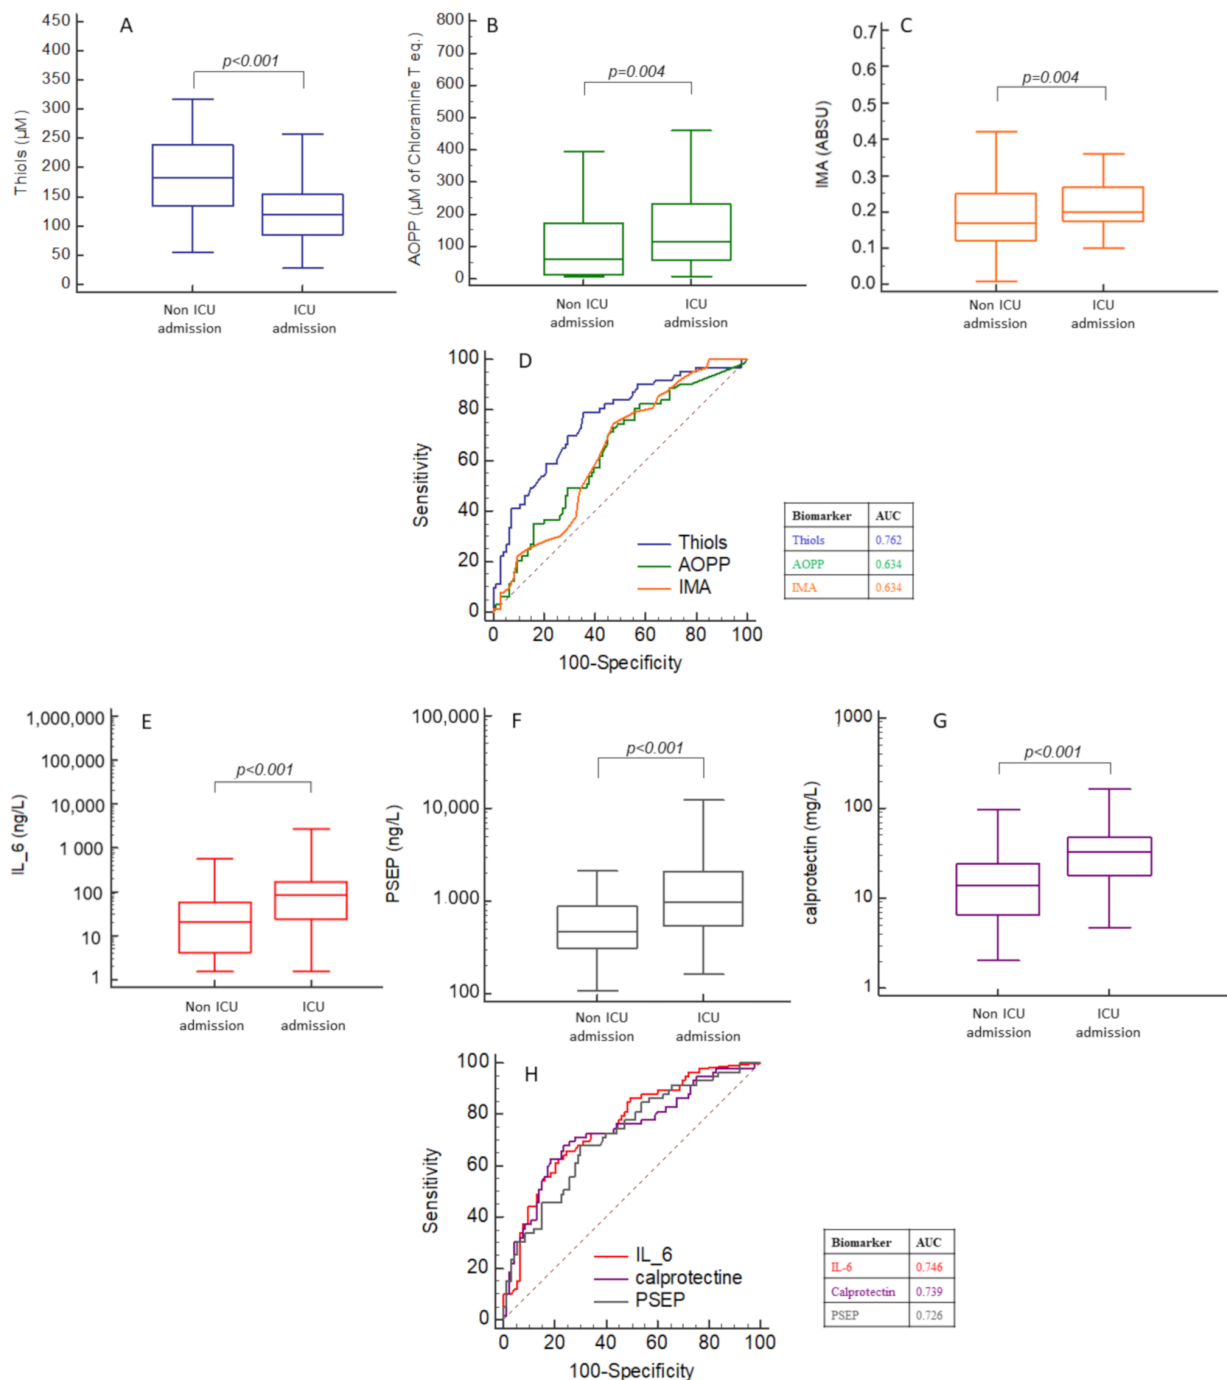 A
450
400
350
300
250
200
150
100
50
0
Thiols (µM)
p<0.001
Non ICU
admission
ICU
admission
B
800
700
600
500
400
300
200
100
0
AOPP (µM of Chloramine T eq.)
p=0.004
Non ICU
admission
ICU
admission
C
0.7
0.6
0.5
0.4
0.3
0.2
0.1
0.0
IMA (ABSU)
p=0.004
Non ICU
admission
ICU
admission
D
100
80
60
40
20
0
Sensitivity
Thiols
AOPP
IMA
0 20 40 60 80 100
100-Specificity
Biomarker AUC
Thiols 0.762
AOPP 0.634
IMA 0.634
E
1,000,000
100,000
10,000
1 000
100
10
1
IL_6 (ng/L)
p<0.001
Non ICU
admission
ICU
admission
F
100,000
10,000
1.000
100
PSEP (ng/L)
p<0.001
Non ICU
admission
ICU
admission
G
1000
100
10
1
calprotectin (mg/L)
p<0.001
Non ICU
admission
ICU
admission
H
100
80
60
40
20
0
Sensitivity
IL_6
calprotectine
PSEP
0 20 40 60 80 100
100-Specificity
Biomarker AUC
IL-6 0.746
Calprotectin 0.739
PSEP 0.726